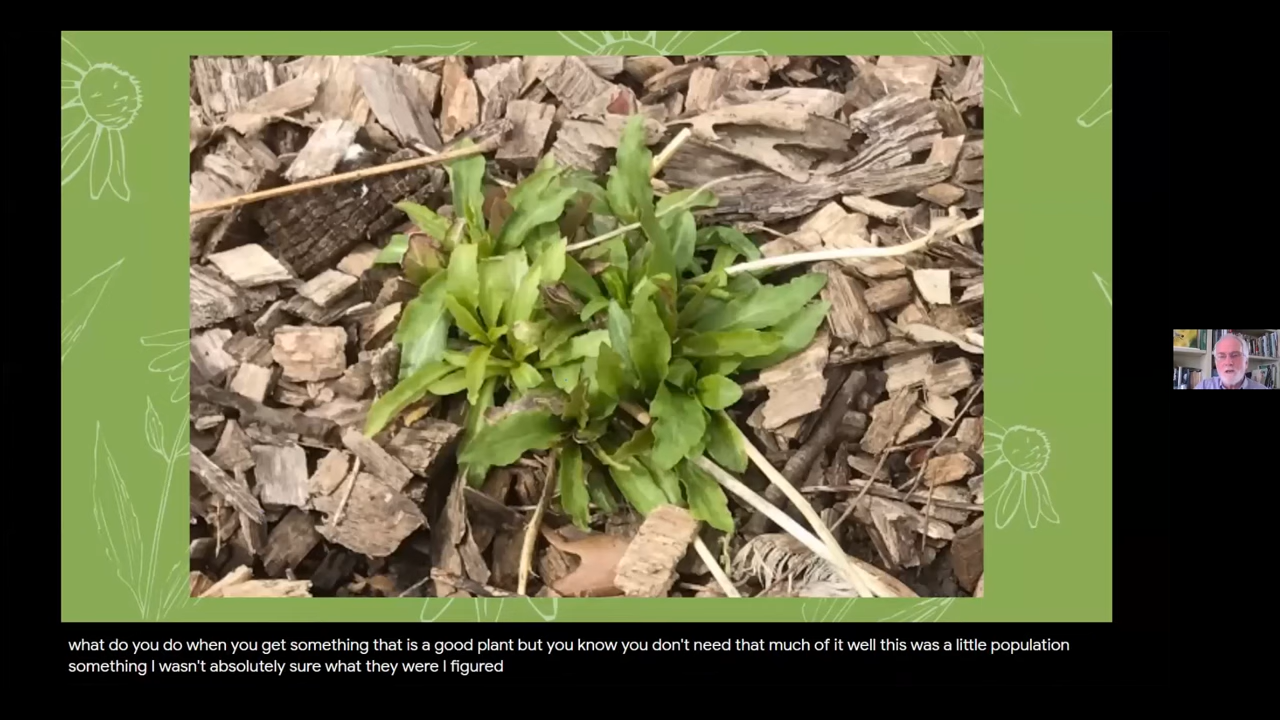 what do you do when you get something that is a good plant but you know you don't need that much of it well this was a little population
something I wasn't absolutely sure what they were I figured